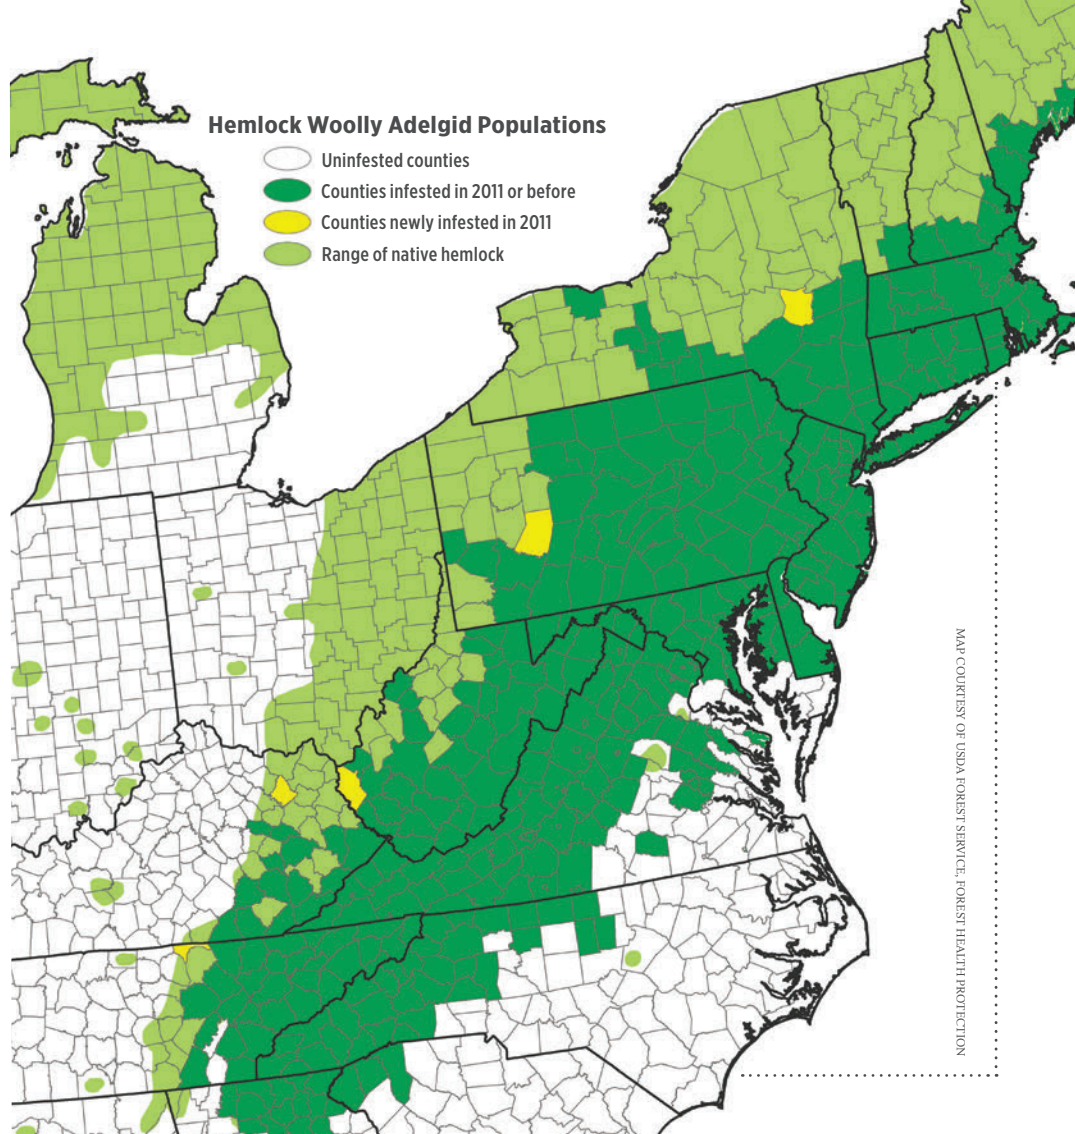 Hemlock Woolly Adelgid Populations
Uninfested counties
Counties infested in 2011 or before
Counties newly infested in 2011
Range of native hemlock
MAP COURTESY OF USDA FOREST SERVICE, FOREST HEALTH PROTECTION